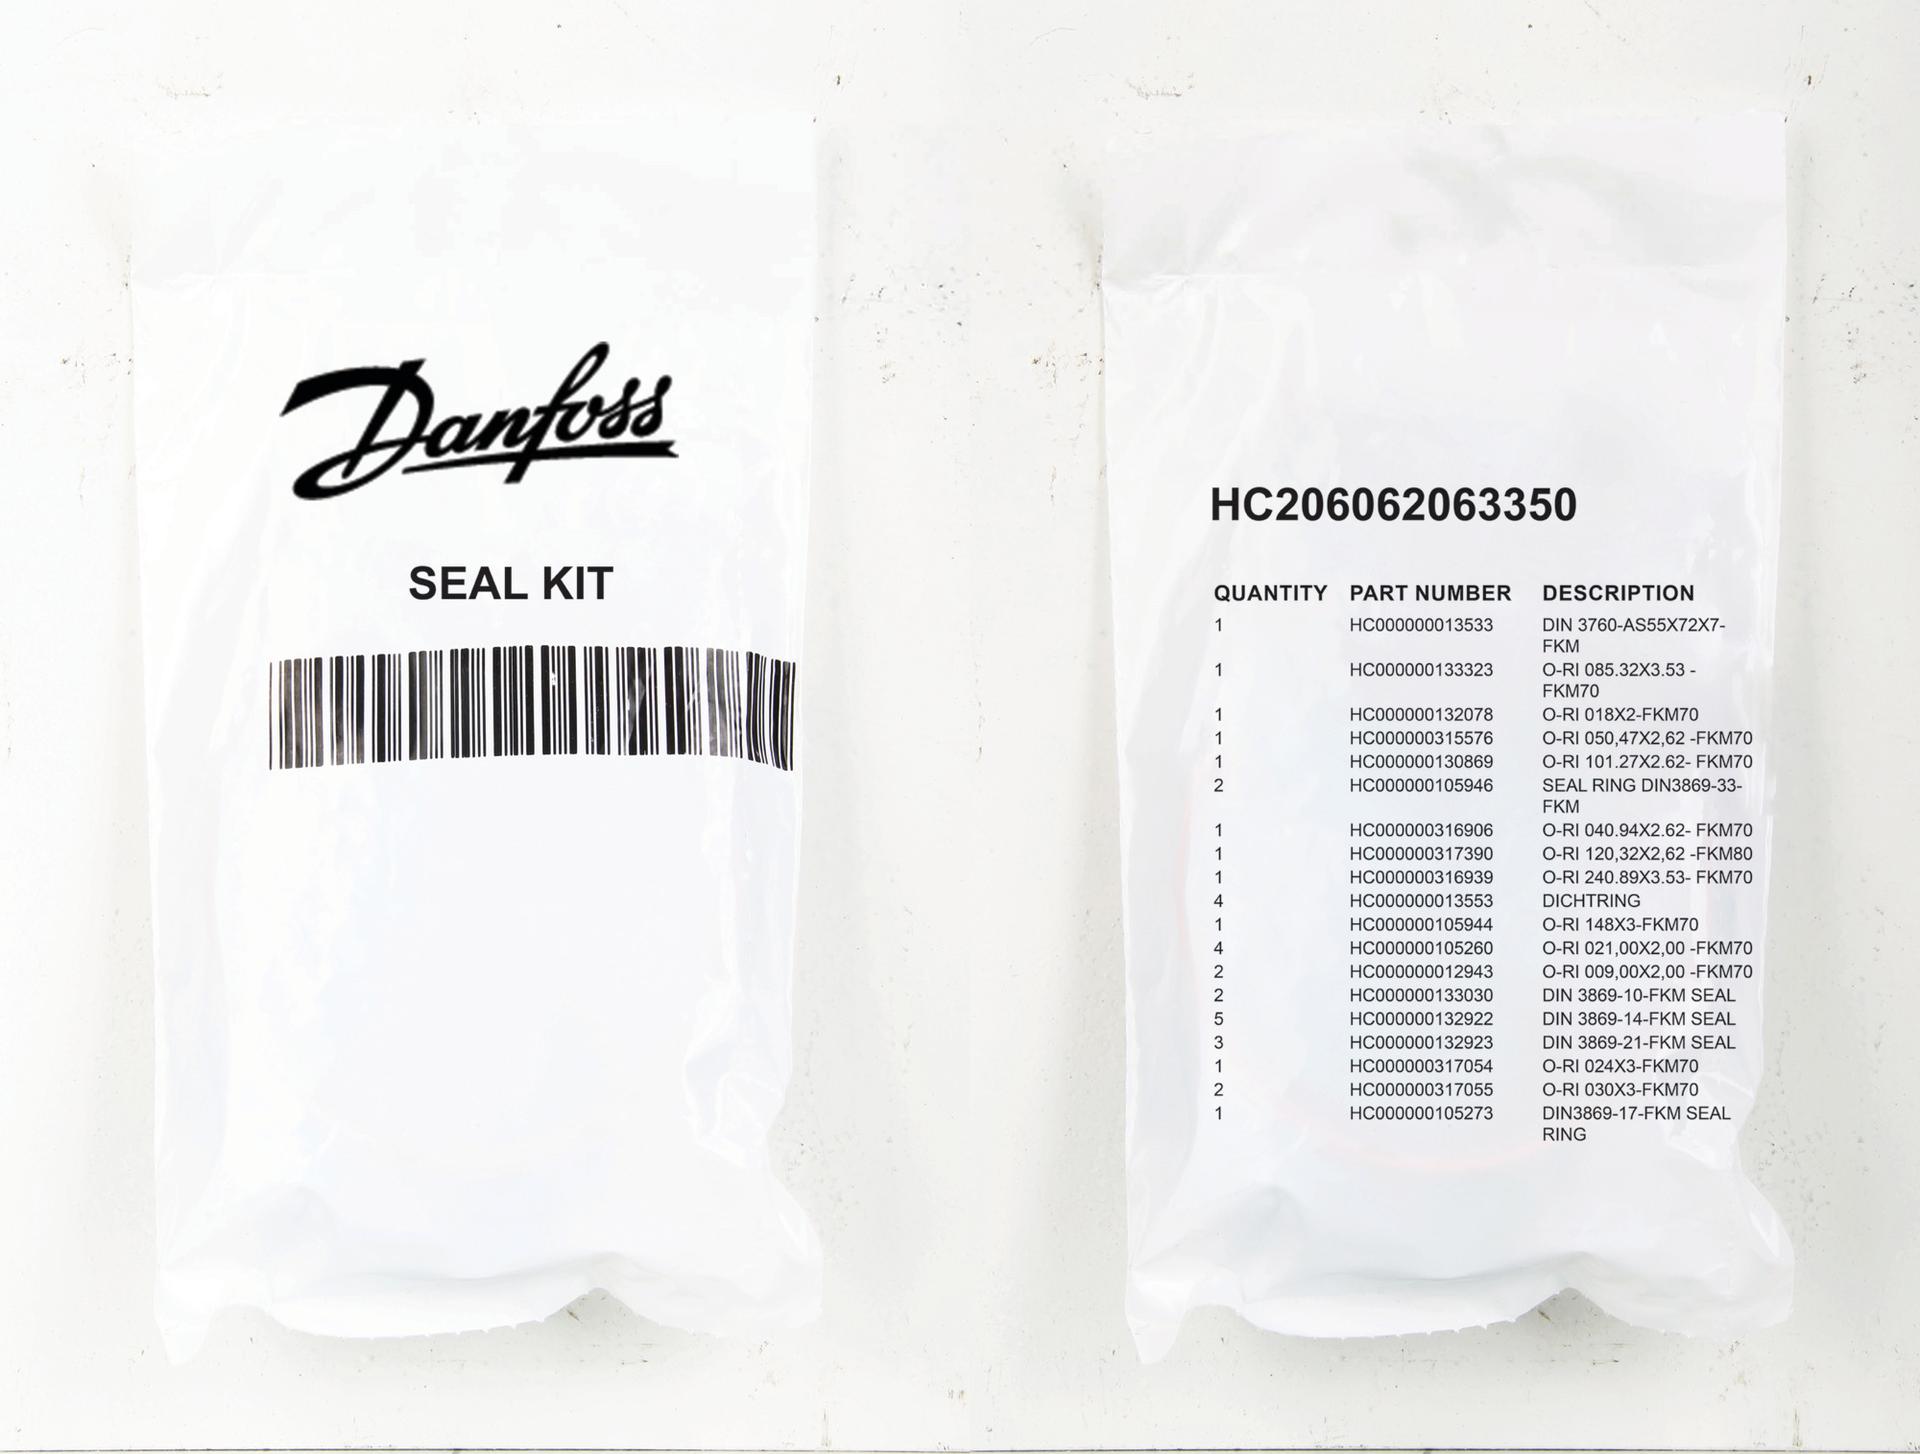 Danfoss
SEAL KIT
HC206062063350
QUANTITY PART NUMBER DESCRIPTION
1 HC000000013533 DIN 3760-AS55X72X7-
FKM
1 HC000000133323 O-RI 085.32X3.53 -
FKM70
1 HC000000132078 O-RI 018X2-FKM70
1 HC000000315576 O-RI 050,47X2,62 -FKM70
1 HC000000130869 O-RI 101.27X2.62- FKM70
2 HC000000105946 SEAL RING DIN3869-33-
FKM
1 HC000000316906 O-RI 040.94X2.62- FKM70
1 HC000000317390 O-RI 120,32X2,62 -FKM80
1 HC000000316939 O-RI 240.89X3.53- FKM70
4 HC000000013553 DICHTRING
1 HC000000105944 O-RI 148X3-FKM70
4 HC000000105260 O-RI 021,00X2,00 -FKM70
2 HC000000012943 O-RI 009,00X2,00 -FKM70
2 HC000000133030 DIN 3869-10-FKM SEAL
5 HC000000132922 DIN 3869-14-FKM SEAL
3 HC000000132923 DIN 3869-21-FKM SEAL
1 HC000000317054 O-RI 024X3-FKM70
2 HC000000317055 O-RI 030X3-FKM70
1 HC000000105273 DIN3869-17-FKM SEAL
RING